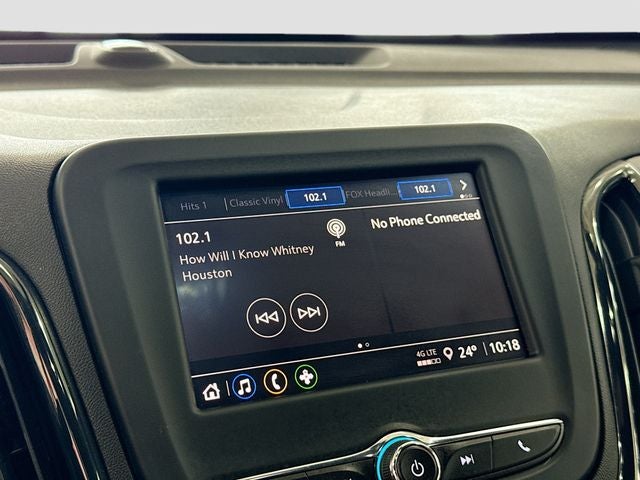 Hits 1 Classic Vinyl 102.1 FOX Headli... 102.1
102.1
FM
No Phone Connected
How Will I Know Whitney
Houston
4G LTE 24° 10:18